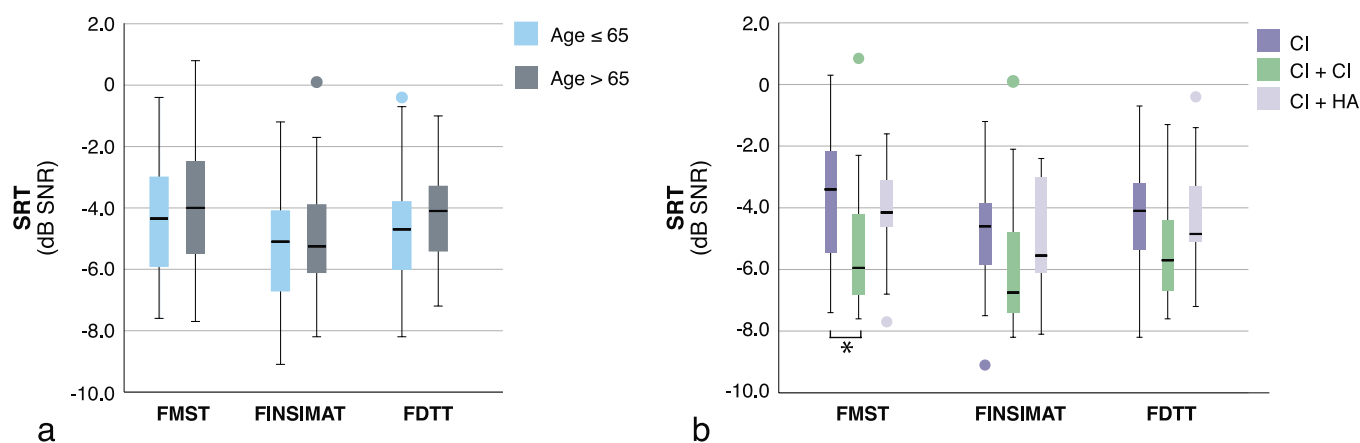 2.0
0
-2.0
-4.0
-6.0
-8.0
-10.0
SRT
(dB SNR)
FMST
FINSIMAT
FDTT
Age ≤ 65
Age > 65
a
2.0
0
-2.0
-4.0
-6.0
-8.0
-10.0
SRT
(dB SNR)
*
FMST
FINSIMAT
FDTT
CI
CI + CI
CI + HA
b